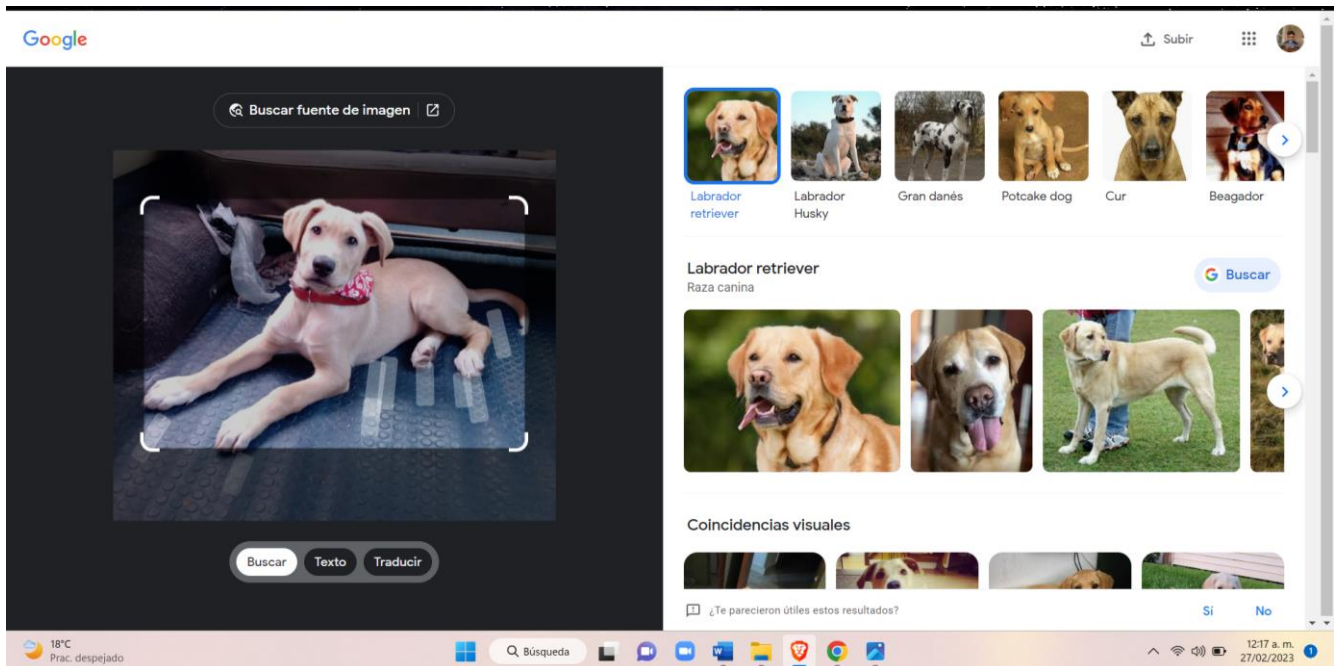 Google
Subir
Buscar fuente de imagen
Labrador retriever
Labrador Husky
Gran danés
Potcake dog
Cur
Beagador
Labrador retriever
Raza canina
Buscar
Coincidencias visuales
Buscar
Texto
Traducir
¿Te parecieron útiles estos resultados?
Sí
No
18°C
Prac. despejado
Búsqueda
12:17 a. m.
27/02/2023
1